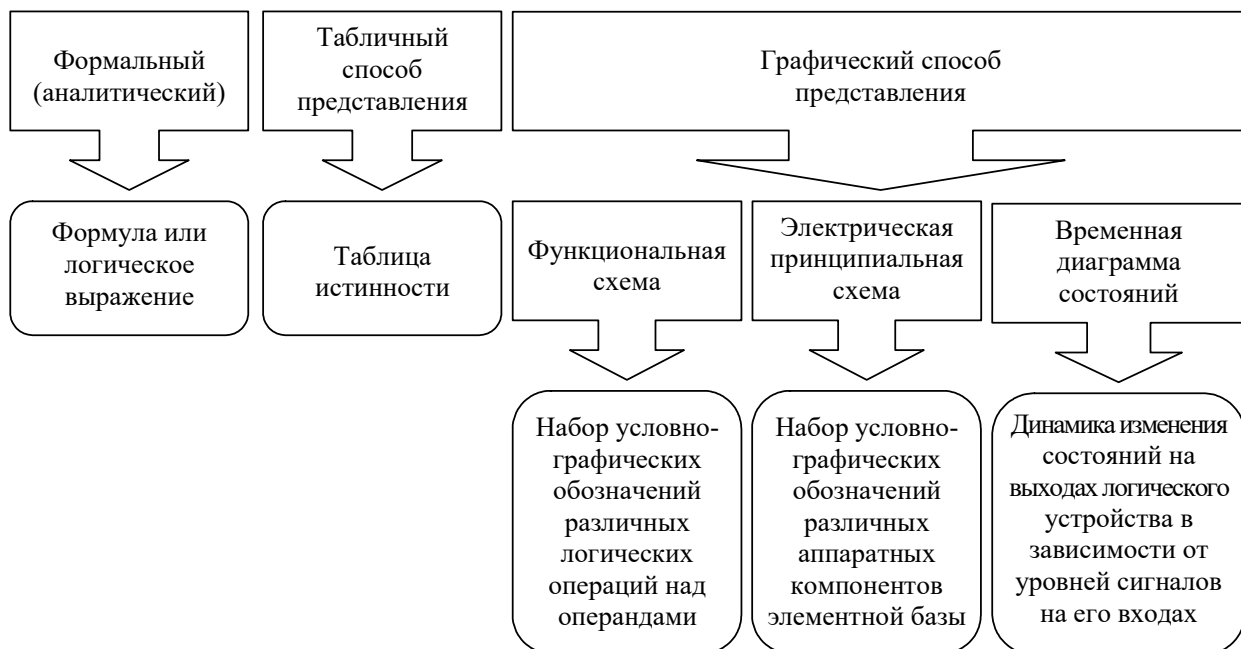 Формальный
(аналитический)
Табличный
способ
представления
Графический способ
представления
Формула или
логическое
выражение
Таблица
истинности
Функциональная
схема
Электрическая
принципиальная
схема
Временная
диаграмма
состояний
Набор условно-
графических
обозначений
различных
логических
операций над
операндами
Набор условно-
графических
обозначений
различных
аппаратных
компонентов
элементной базы
Динамика изменения
состояний на
выходах логического
устройства в
зависимости от
уровней сигналов
на его входах